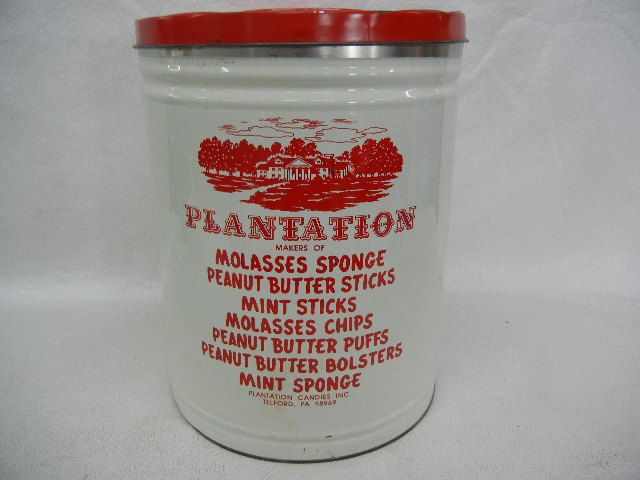 PLANTATION
MAKERS OF
MOLASSES SPONGE
PEANUT BUTTER STICKS
MINT STICKS
MOLASSES CHIPS
PEANUT BUTTER PUFFS
PEANUT BUTTER BOLSTERS
MINT SPONGE
PLANTATION CANDIES INC.
TELFORD, PA 18969